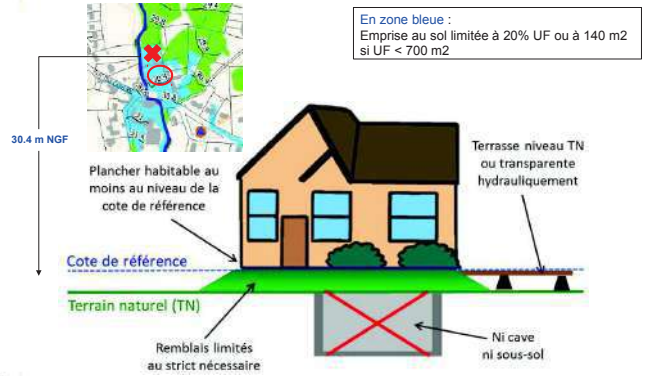 En zone bleue :
Emprise au sol limitée à 20% UF ou à 140 m2
si UF < 700 m2
30.4 m NGF
Plancher habitable au
moins au niveau de la
cote de référence
Terrasse niveau TN
ou transparente
hydrauliquement
Cote de référence
Terrain naturel (TN)
Remblais limités
au strict nécessaire
Ni cave
ni sous-sol